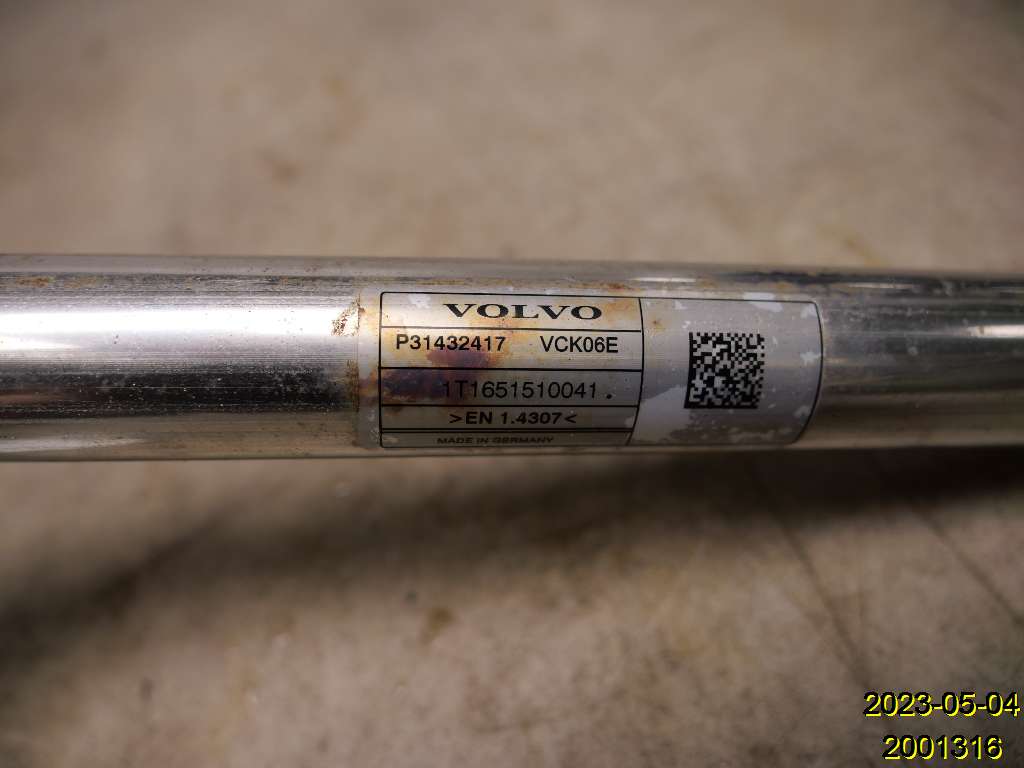 VOLVO
P31432417 VCK06E
1T1651510041.
>EN 1.4307<
MADE IN GERMANY
2023-05-04
2001316